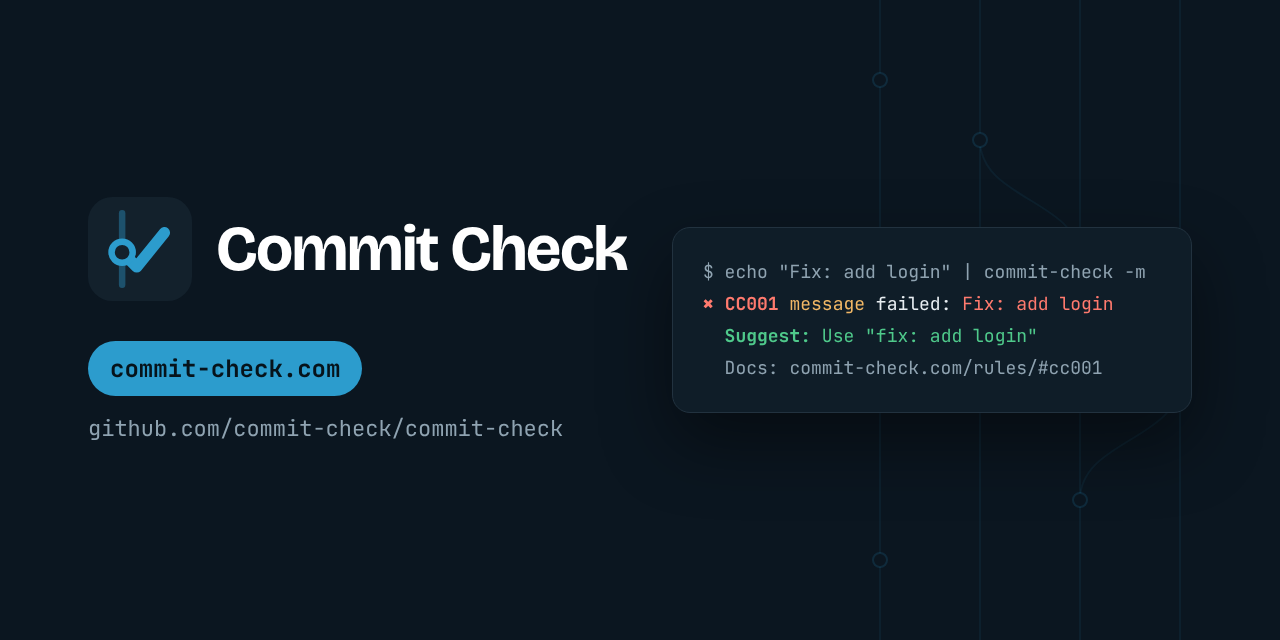 Commit Check
commit-check.com
github.com/commit-check/commit-check
$ echo "Fix: add login" | commit-check -m
✖ CC001 message failed: Fix: add login
Suggest: Use "fix: add login"
Docs: commit-check.com/rules/#cc001